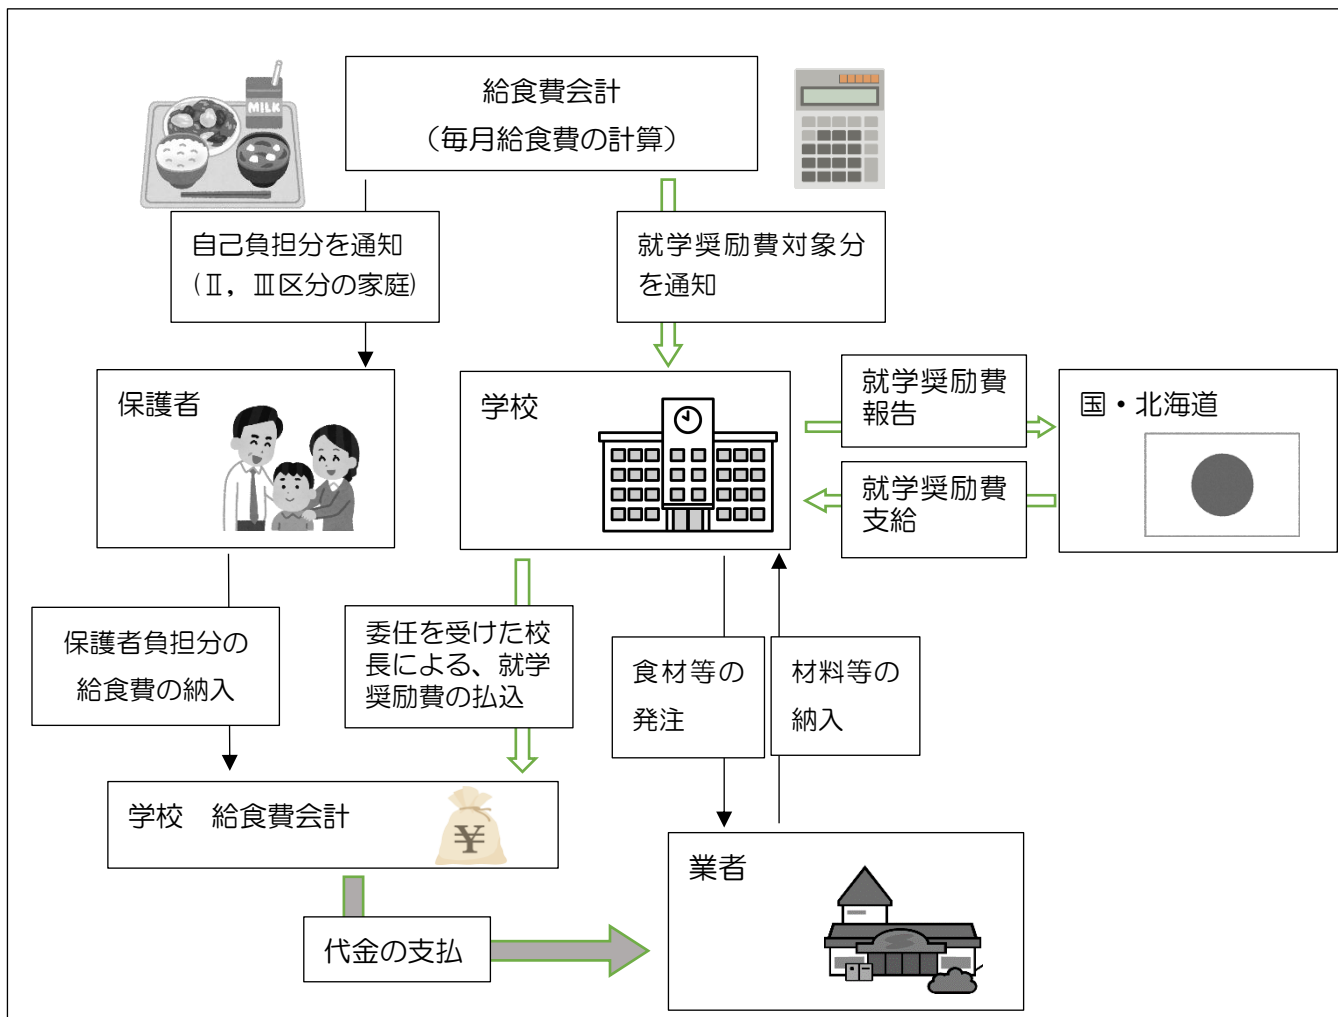 給食費会計
（毎月給食費の計算）
MILK
自己負担分を通知
(Ⅱ，Ⅲ区分の家庭)
就学奨励費対象分
を通知
保護者
学校
就学奨励費
報告
国・北海道
就学奨励費
支給
保護者負担分の
給食費の納入
委任を受けた校
長による、就学
奨励費の払込
食材等の
発注
材料等の
納入
学校　給食費会計
¥
業者
代金の支払